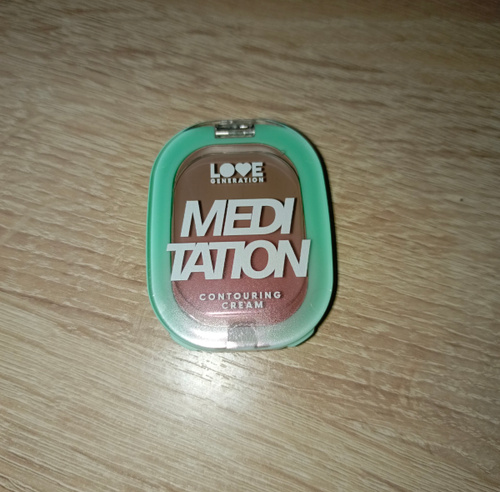 LOVE
GENERATION
MEDI
TATION
CONTOURING
CREAM